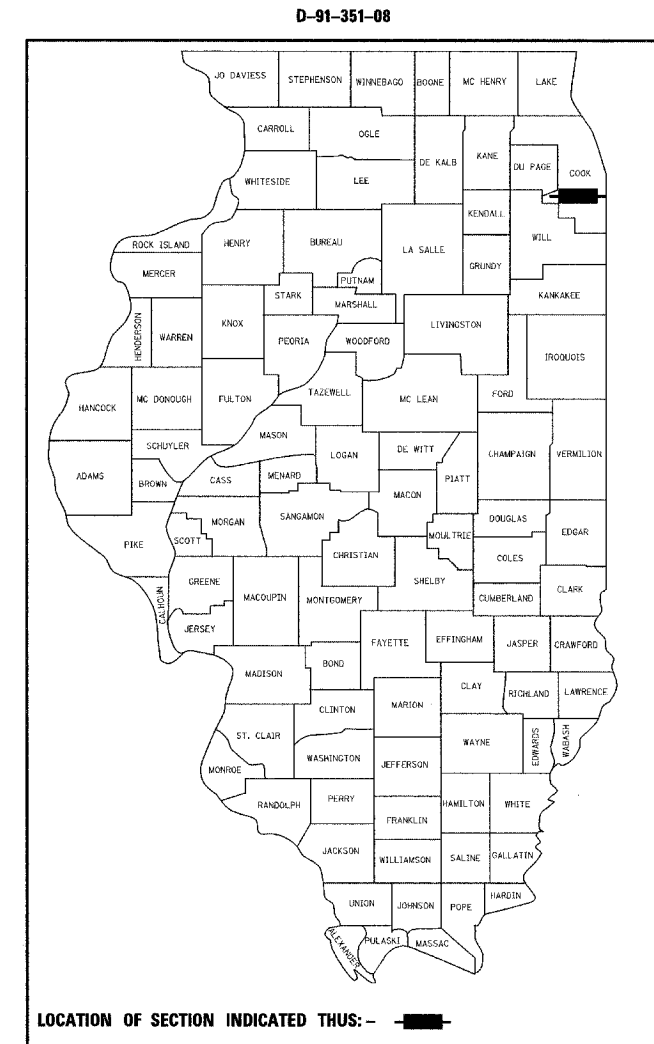 D-91-351-08
JO DAVIESS STEPHENSON WINNEBAGO BOONE MC HENRY LAKE
CARROLL OGLE DE KALB KANE DU PAGE COOK
WHITESIDE LEE
KENDALL
ROCK ISLAND HENRY BUREAU LA SALLE GRUNDY WILL
MERCER PUTNAM
STARK MARSHALL KANKAKEE
HENDERSON WARREN KNOX PEORIA WOODFORD LIVINGSTON IROQUOIS
HANCOCK MC DONOUGH FULTON TAZEWELL MC LEAN FORD
SCHUYLER MASON LOGAN DE WITT CHAMPAIGN VERMILION
ADAMS BROWN CASS MENARD PIATT
MACON
PIKE SCOTT MORGAN SANGAMON MOULTRIE DOUGLAS EDGAR
CHRISTIAN COLES
GREENE MACOUPIN MONTGOMERY SHELBY CUMBERLAND CLARK
CALHOUN
JERSEY FAYETTE EFFINGHAM JASPER CRAWFORD
MADISON BOND
CLAY RICHLAND LAWRENCE
CLINTON MARION
ST. CLAIR WAYNE EDWARDS WABASH
WASHINGTON JEFFERSON
MONROE
RANDOLPH PERRY HAMILTON WHITE
FRANKLIN
JACKSON WILLIAMSON SALINE GALLATIN
UNION JOHNSON POPE HARDIN
ALEXANDER PULASKI MASSAC
LOCATION OF SECTION INDICATED THUS: -